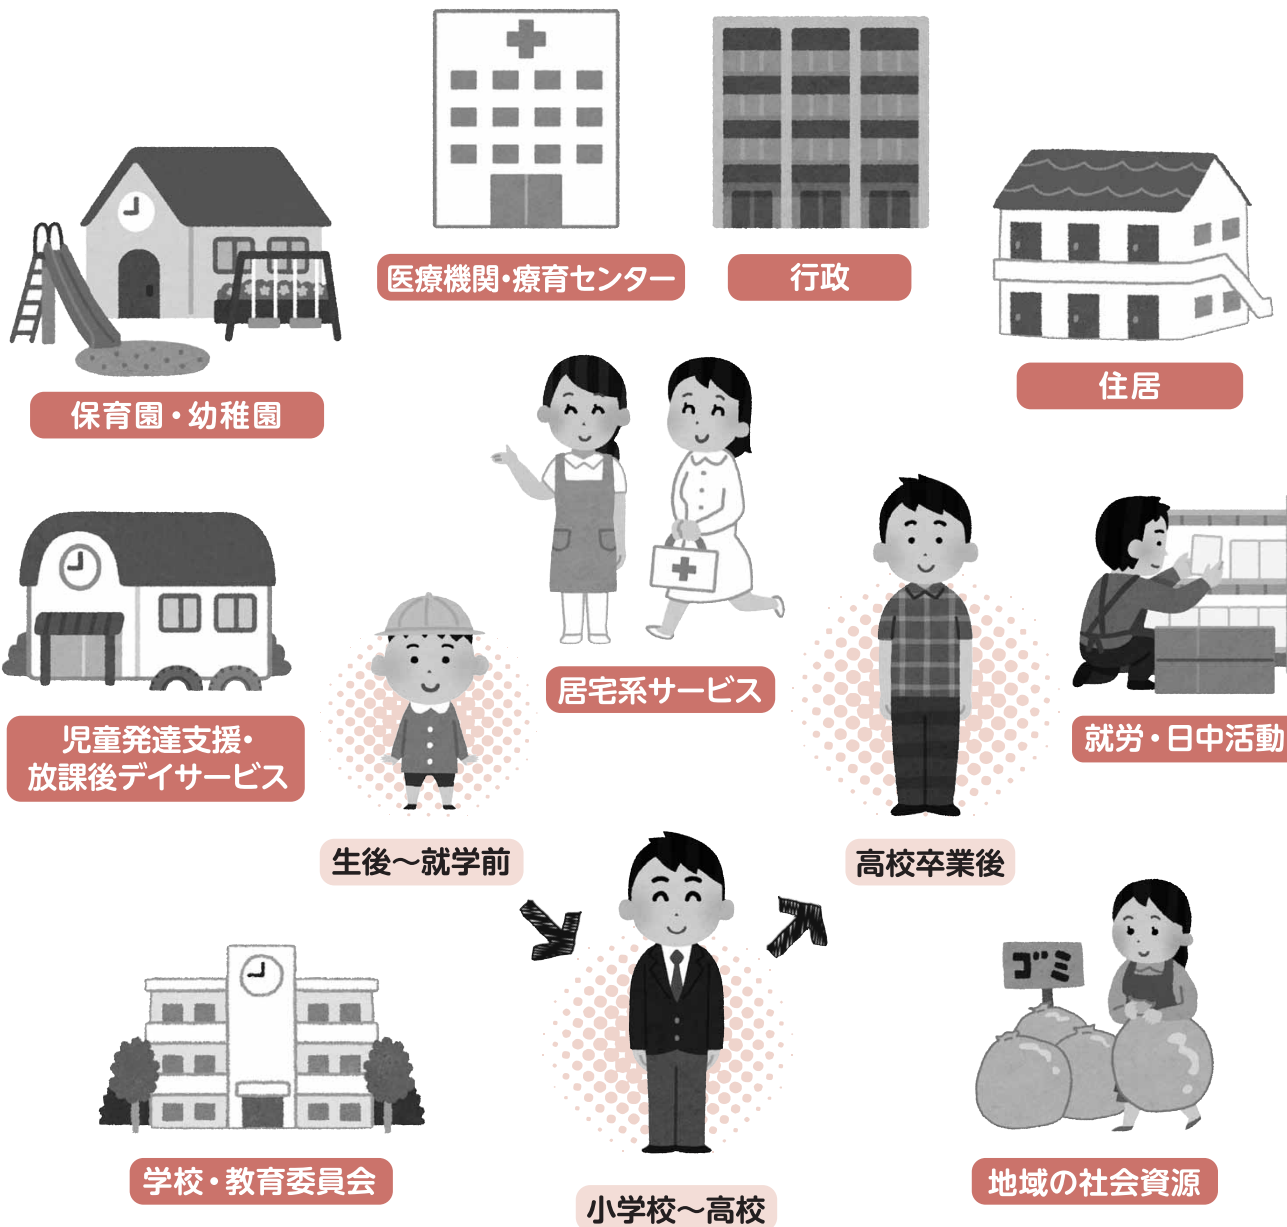 医療機関・療育センター
行政
住居
保育園・幼稚園
居宅系サービス
児童発達支援・
放課後デイサービス
就労・日中活動
生後～就学前
高校卒業後
ゴミ
学校・教育委員会
小学校～高校
地域の社会資源